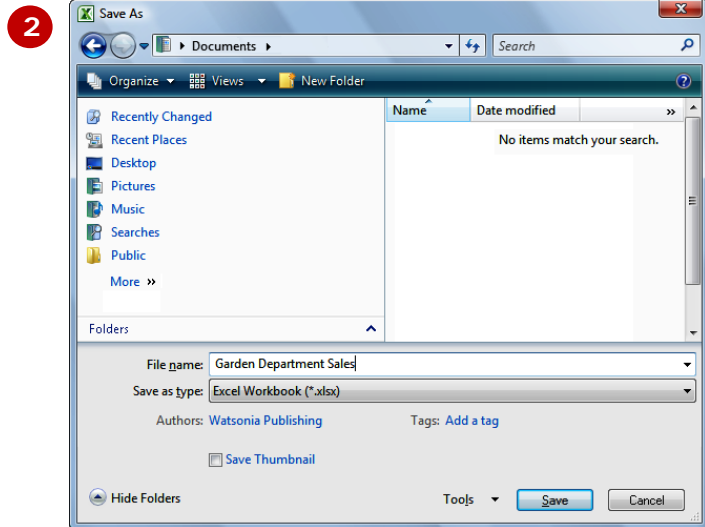 2
Save As
Documents
Search
Organize Views New Folder
Name Date modified »
Recently Changed
No items match your search.
Recent Places
Desktop
Pictures
Music
Searches
Public
More »
Folders
File name: Garden Department Sales
Save as type: Excel Workbook (*.xlsx)
Authors: Watsonia Publishing Tags: Add a tag
Save Thumbnail
Hide Folders Tools Save Cancel